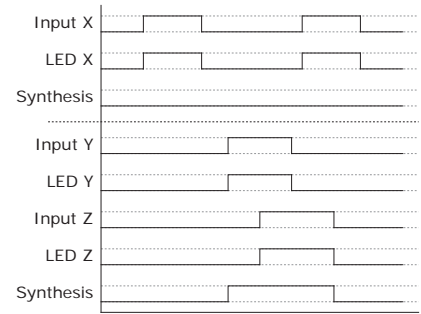 Input X
LED X
Synthesis
Input Y
LED Y
Input Z
LED Z
Synthesis